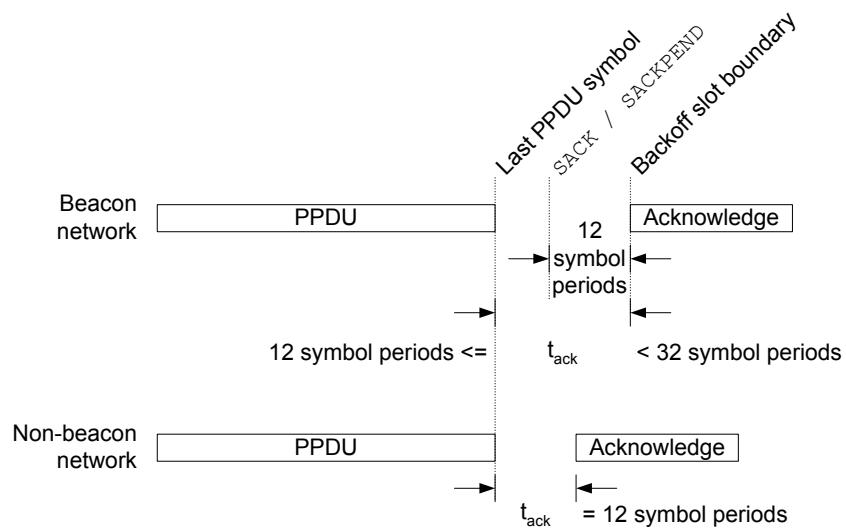 Last PPDU symbol
SACK / SACKPEND
Backoff slot boundary
Beacon
network
PPDU
Acknowledge
12
symbol
periods
12 symbol periods <= tack < 32 symbol periods
Non-beacon
network
PPDU
Acknowledge
tack = 12 symbol periods